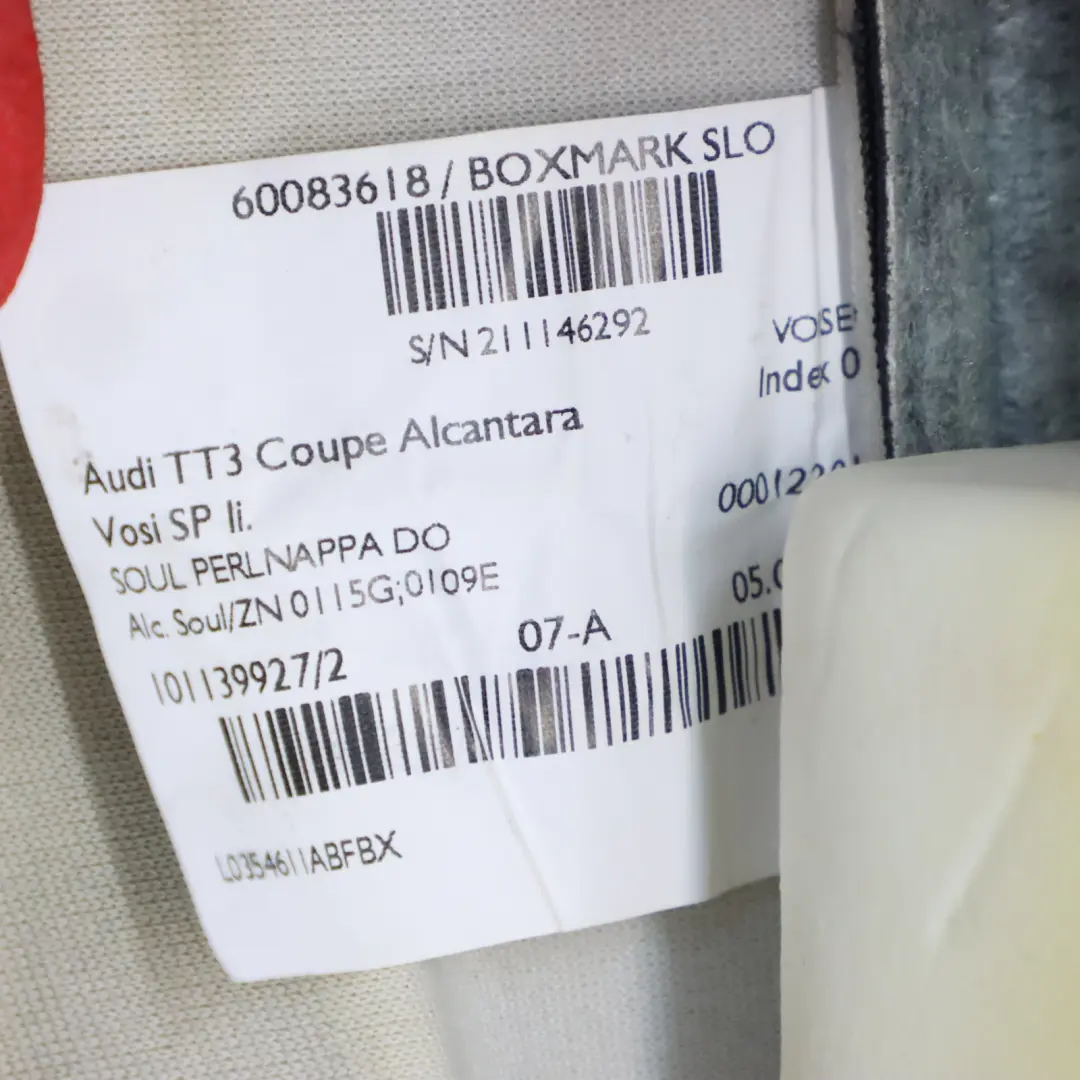 60083618 / BOXMARK SLO
S/N 211146292
Index 0
Audi TT3 Coupe Alcantara
Vosi SP li.
SOUL PERLNAPPA DO
Alc. Soul/ZN 0115G;0109E
101139927/2
07-A
L0354611ABFBX